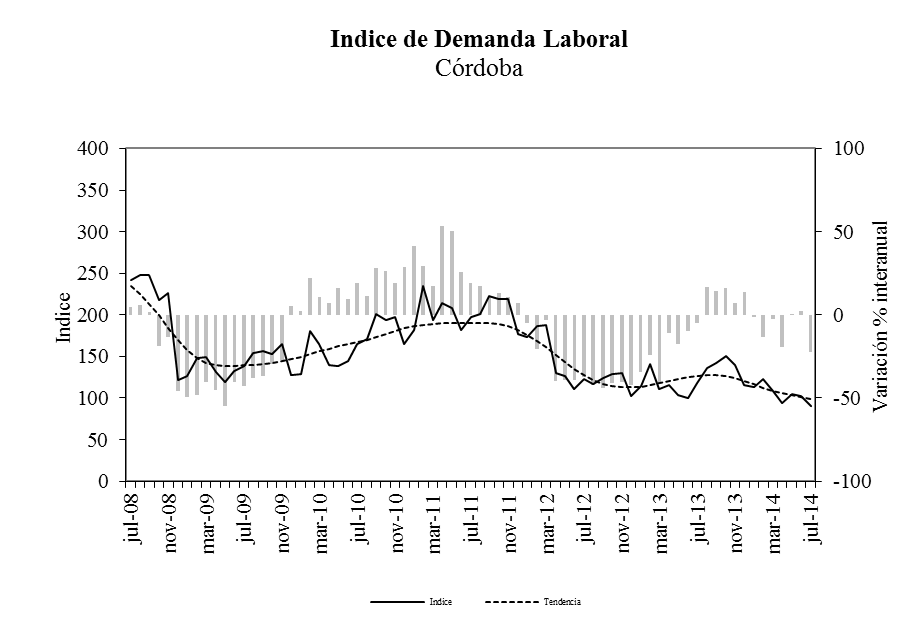 Indice de Demanda Laboral
Córdoba
Indice
400
350
300
250
200
150
100
50
0
100
50
0
-50
-100
Variación % interanual
jul-08
nov-08
mar-09
jul-09
nov-09
mar-10
jul-10
nov-10
mar-11
jul-11
nov-11
mar-12
jul-12
nov-12
mar-13
jul-13
nov-13
mar-14
jul-14
Indice
Tendencia